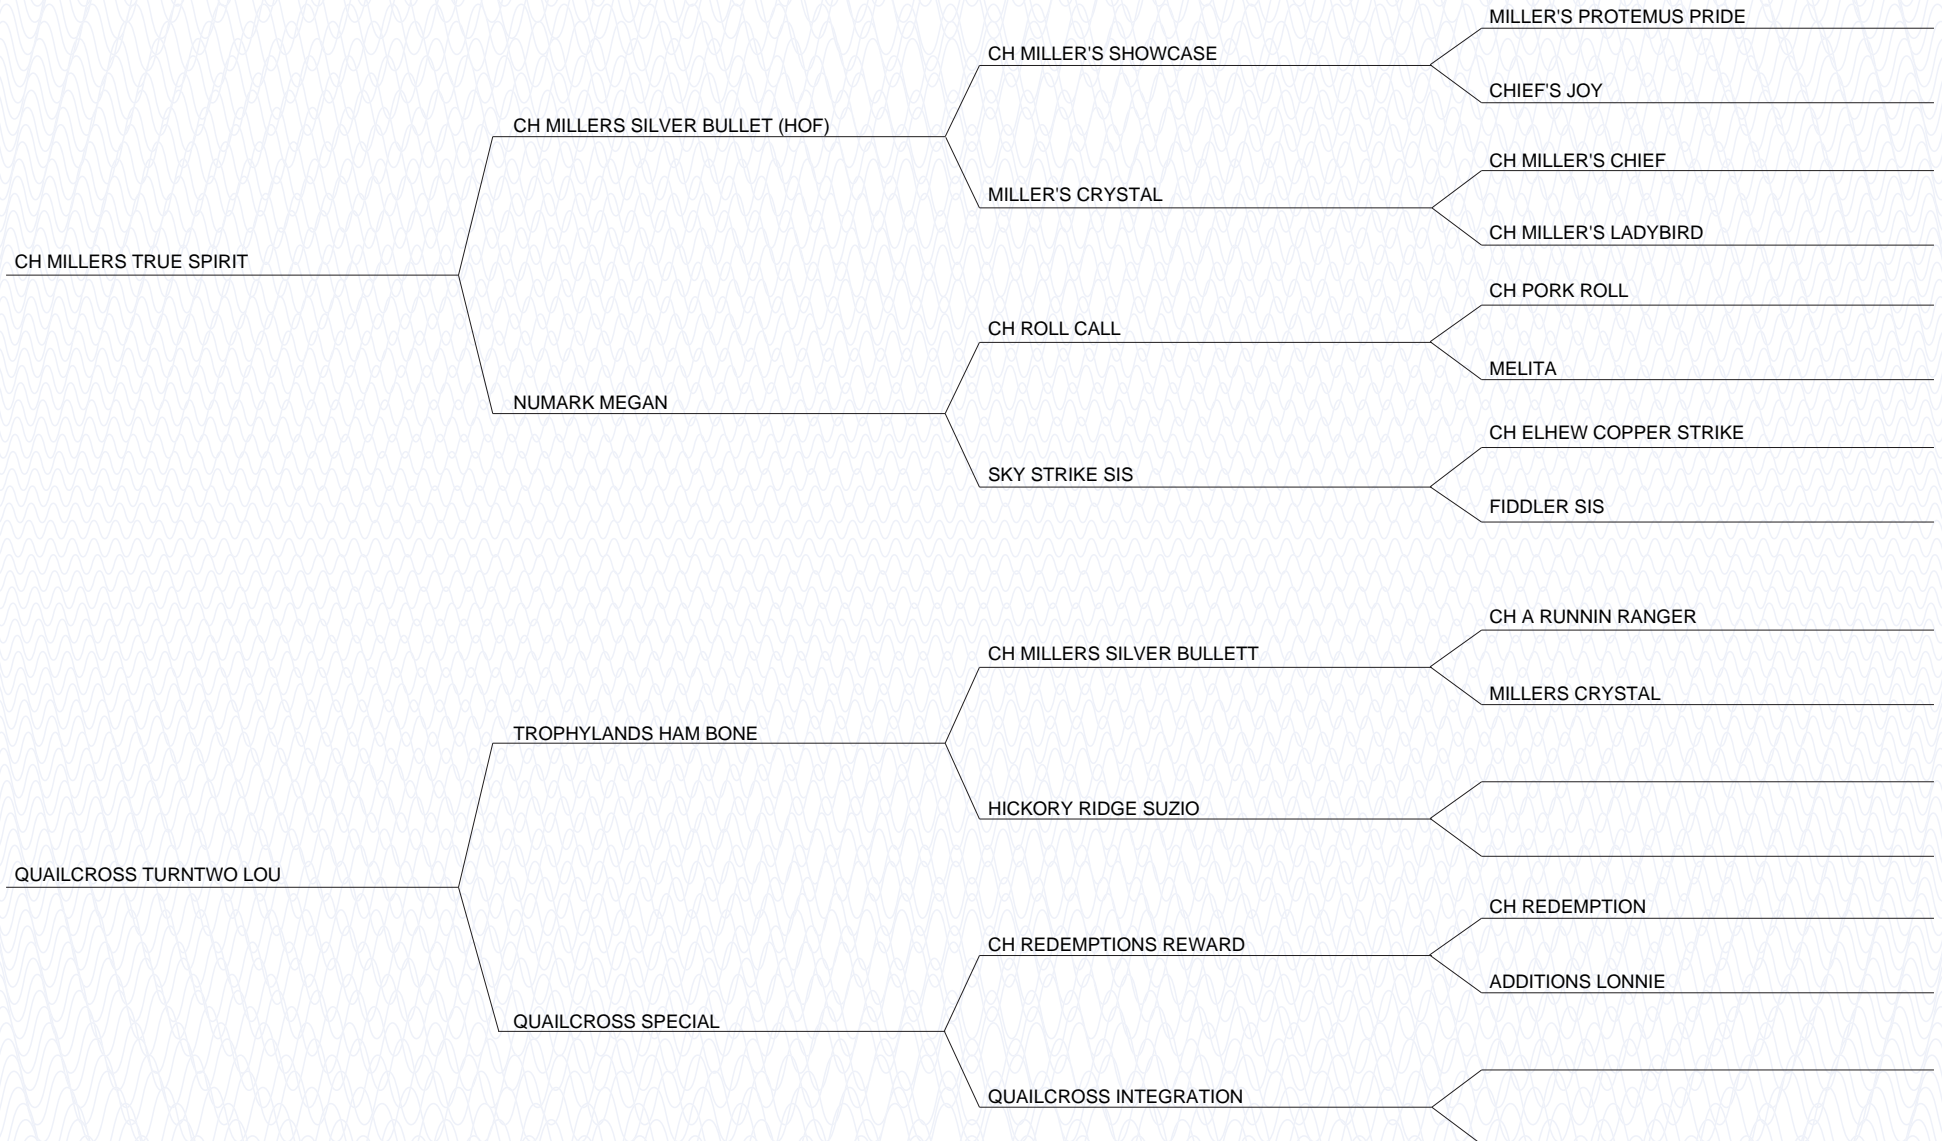 MILLER'S PROTEMUS PRIDE
CH MILLER'S SHOWCASE
CHIEF'S JOY
CH MILLERS SILVER BULLET (HOF)
CH MILLER'S CHIEF
MILLER'S CRYSTAL
CH MILLER'S LADYBIRD
CH MILLERS TRUE SPIRIT
CH PORK ROLL
CH ROLL CALL
MELITA
NUMARK MEGAN
CH ELHEW COPPER STRIKE
SKY STRIKE SIS
FIDDLER SIS
CH A RUNNIN RANGER
CH MILLERS SILVER BULLETT
MILLERS CRYSTAL
TROPHYLANDS HAM BONE
HICKORY RIDGE SUZIO
QUAILCROSS TURNTWO LOU
CH REDEMPTION
CH REDEMPTIONS REWARD
ADDITIONS LONNIE
QUAILCROSS SPECIAL
QUAILCROSS INTEGRATION